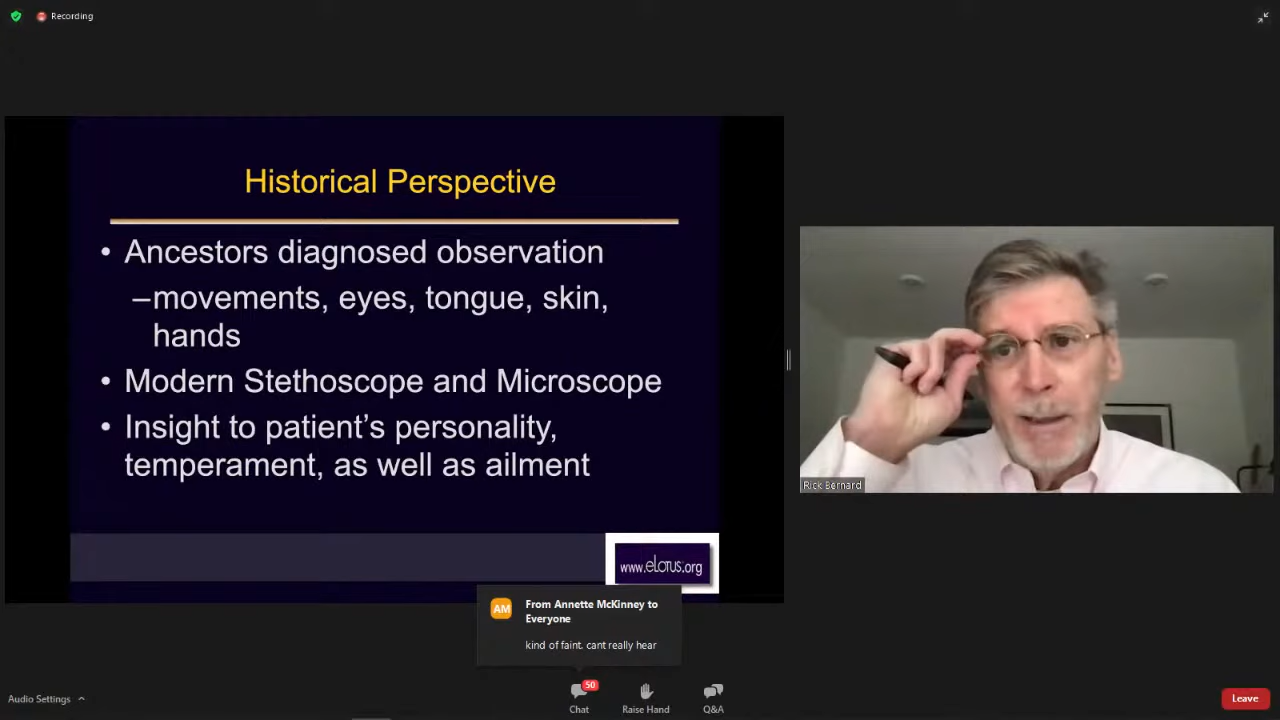 Recording
Historical Perspective
• Ancestors diagnosed observation
–movements, eyes, tongue, skin,
hands
• Modern Stethoscope and Microscope
• Insight to patient’s personality,
temperament, as well as ailment
www.eLotus.org
Rick Bernard
AM
From Annette McKinney to
Everyone
kind of faint. cant really hear
Audio Settings
50
Chat
Raise Hand
Q&A
Leave